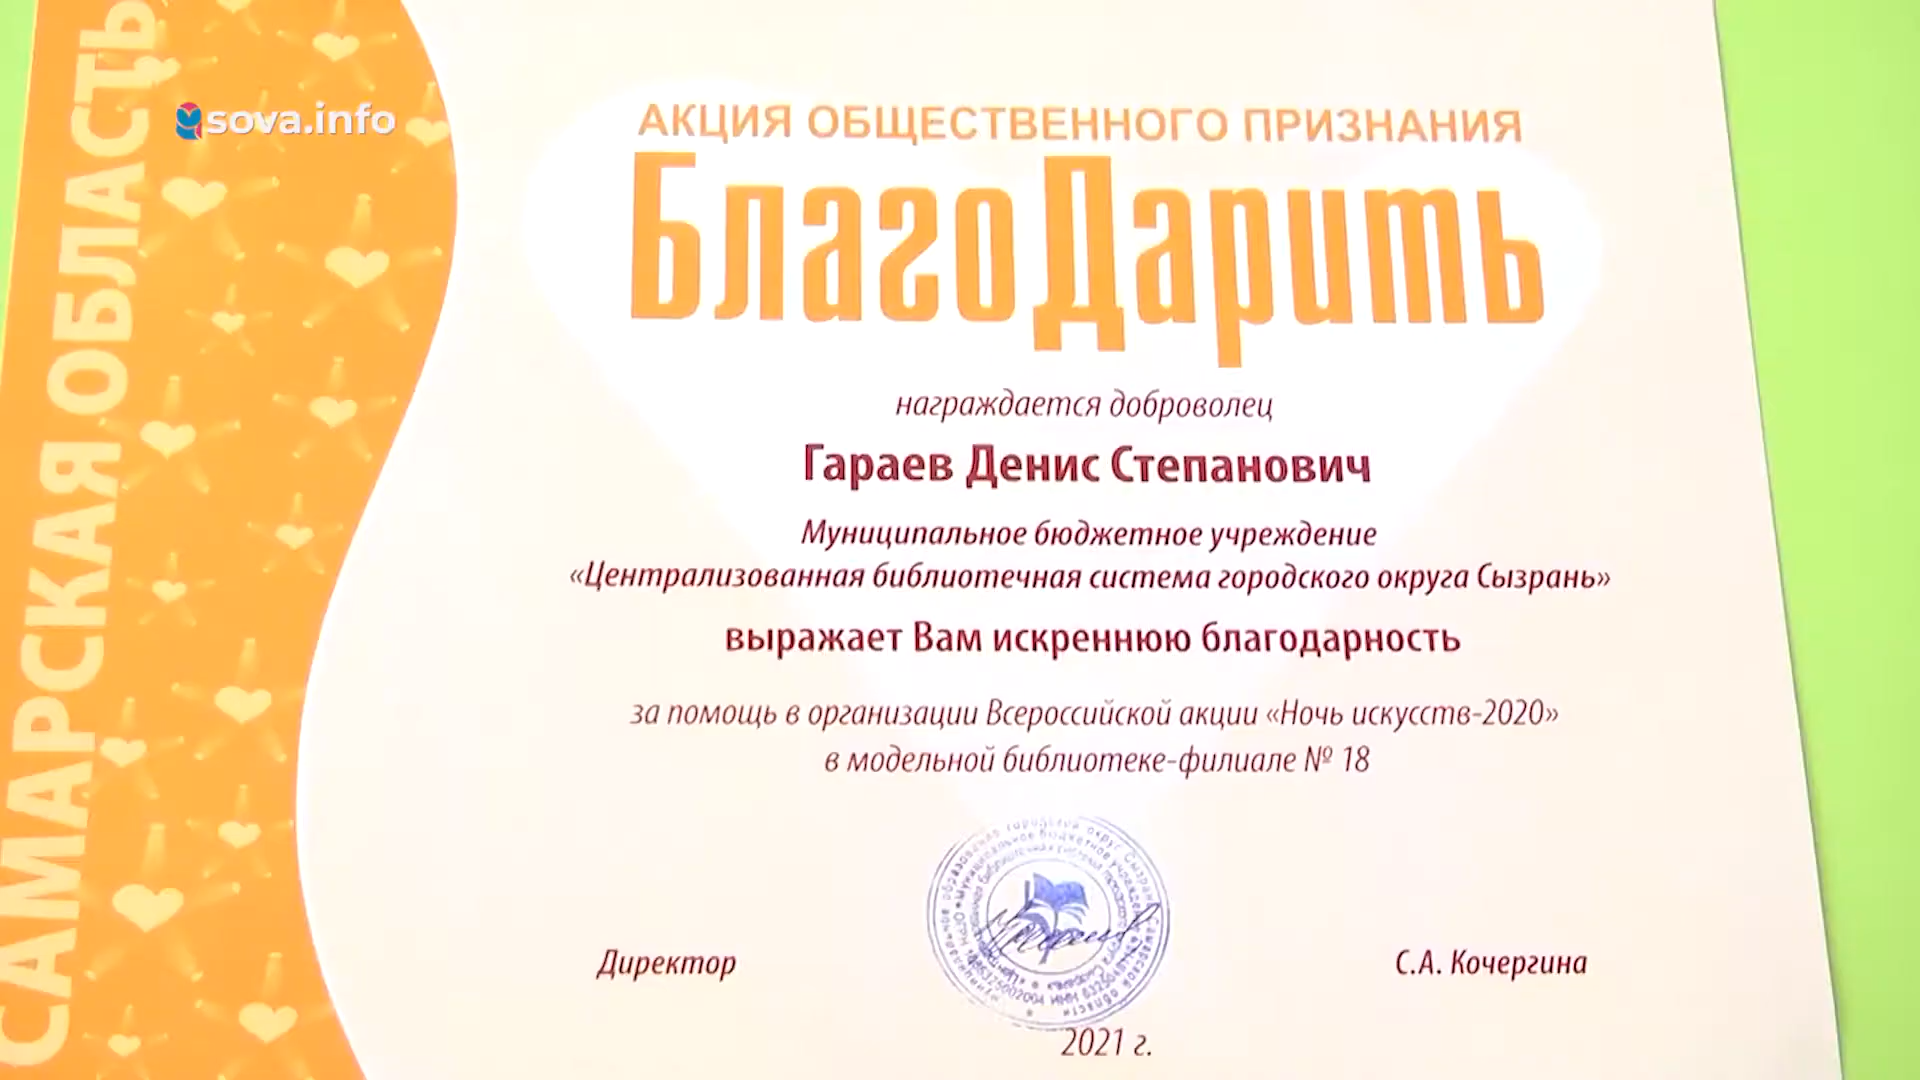 САМАРСКАЯ ОБЛАСТЬ
sova.info
АКЦИЯ ОБЩЕСТВЕННОГО ПРИЗНАНИЯ
БлагоДарить
награждается доброволец
Гараев Денис Степанович
Муниципальное бюджетное учреждение
«Централизованная библиотечная система городского округа Сызрань»
выражает Вам искреннюю благодарность
за помощь в организации Всероссийской акции «Ночь искусств-2020»
в модельной библиотеке-филиале № 18
Директор
С.А. Кочергина
2021 г.